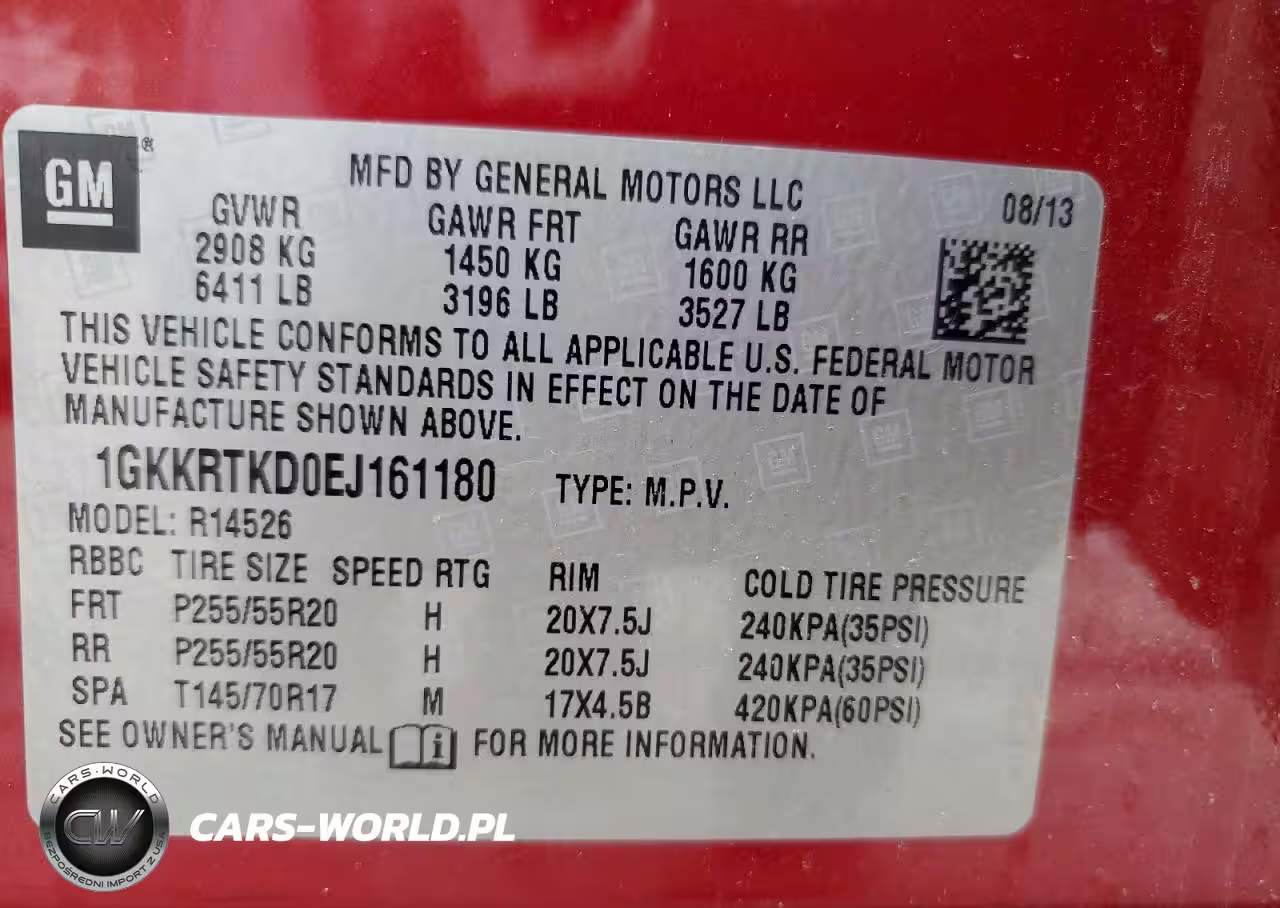 GM®
MFD BY GENERAL MOTORS LLC
08/13
GVWR GAWR FRT GAWR RR
2908 KG 1450 KG 1600 KG
6411 LB 3196 LB 3527 LB
THIS VEHICLE CONFORMS TO ALL APPLICABLE U.S. FEDERAL MOTOR
VEHICLE SAFETY STANDARDS IN EFFECT ON THE DATE OF
MANUFACTURE SHOWN ABOVE.
1GKKRTKD0EJ161180 TYPE: M.P.V.
MODEL: R14526
RBBC TIRE SIZE SPEED RTG RIM COLD TIRE PRESSURE
FRT P255/55R20 H 20X7.5J 240KPA(35PSI)
RR P255/55R20 H 20X7.5J 240KPA(35PSI)
SPA T145/70R17 M 17X4.5B 420KPA(60PSI)
SEE OWNER'S MANUAL i FOR MORE INFORMATION.
CARS-WORLD
CW
BEZPOŚREDNI IMPORT Z USA
CARS-WORLD.PL